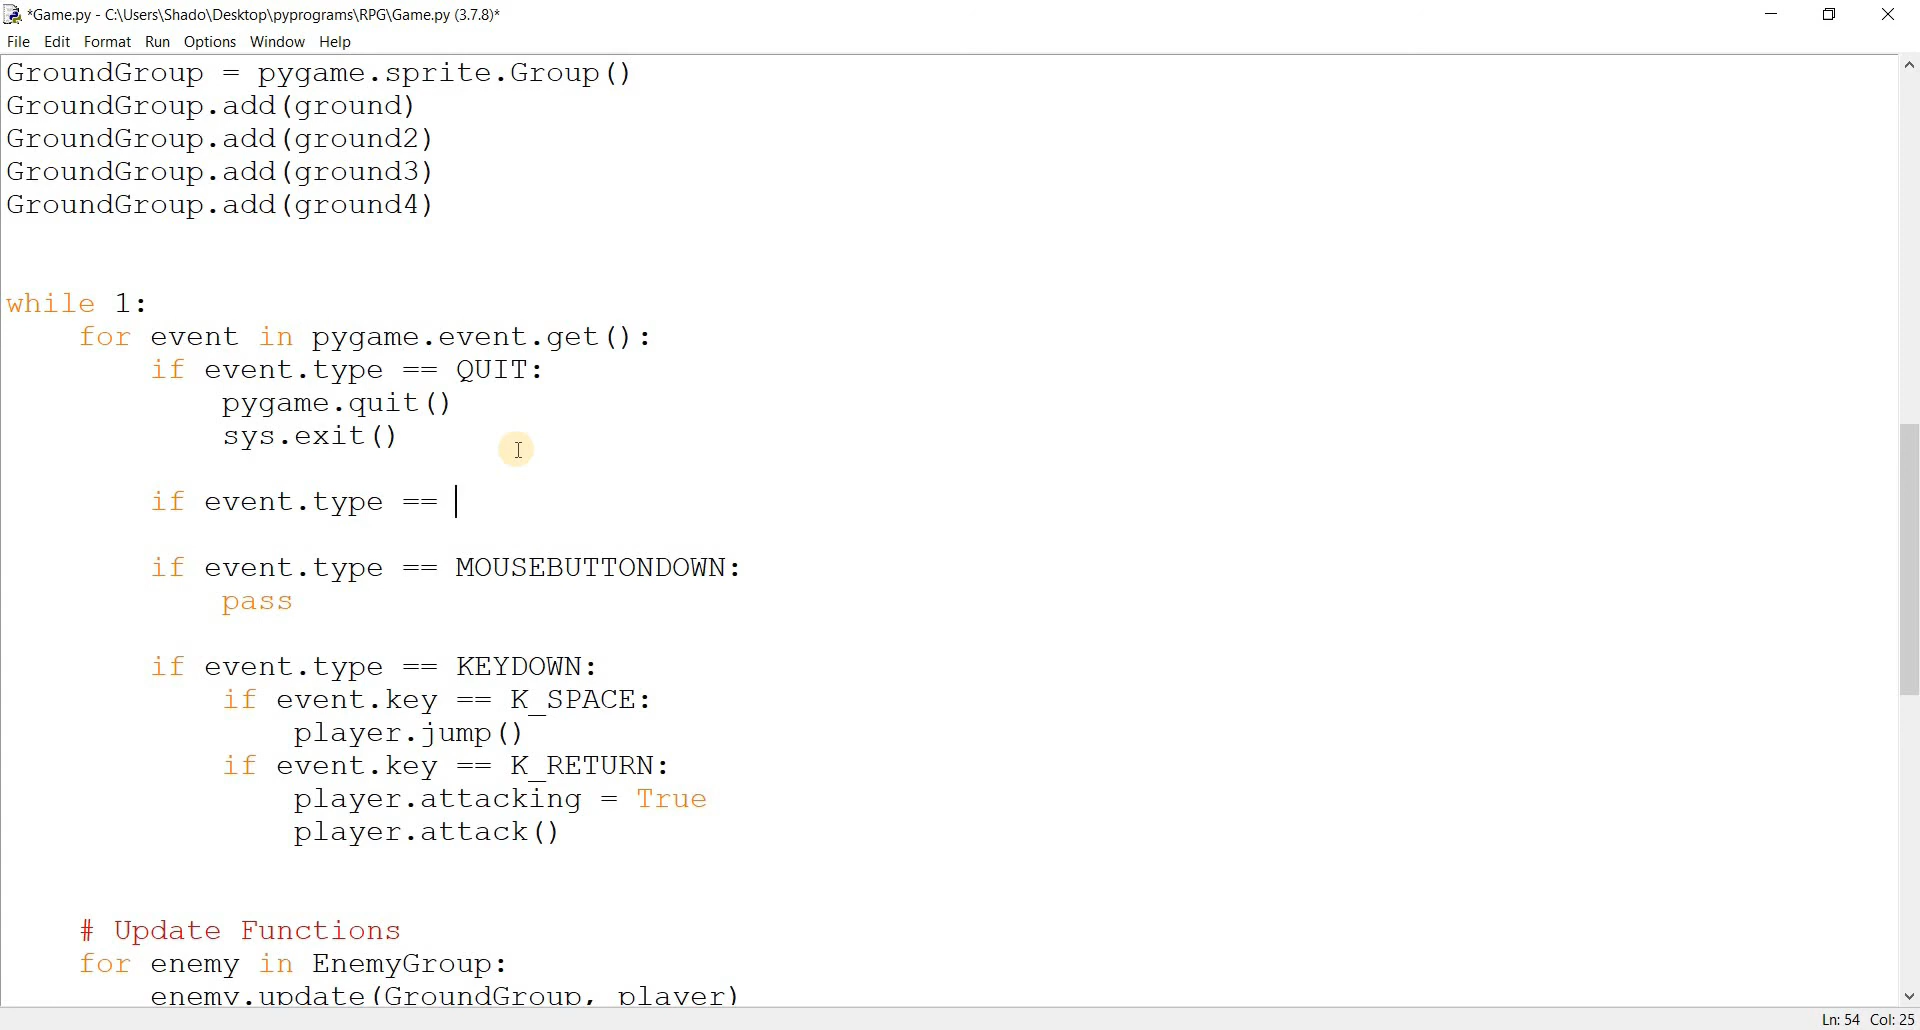 *Game.py - C:\Users\Shado\Desktop\pyprograms\RPG\Game.py (3.7.8)*
File Edit Format Run Options Window Help
GroundGroup = pygame.sprite.Group()
GroundGroup.add(ground)
GroundGroup.add(ground2)
GroundGroup.add(ground3)
GroundGroup.add(ground4)
while 1:
    for event in pygame.event.get():
        if event.type == QUIT:
            pygame.quit()
            sys.exit()
        if event.type ==
        if event.type == MOUSEBUTTONDOWN:
            pass
        if event.type == KEYDOWN:
            if event.key == K_SPACE:
                player.jump()
            if event.key == K_RETURN:
                player.attacking = True
                player.attack()
    # Update Functions
    for enemy in EnemyGroup:
        enemy.update(GroundGroup, player)
Ln: 54 Col: 25